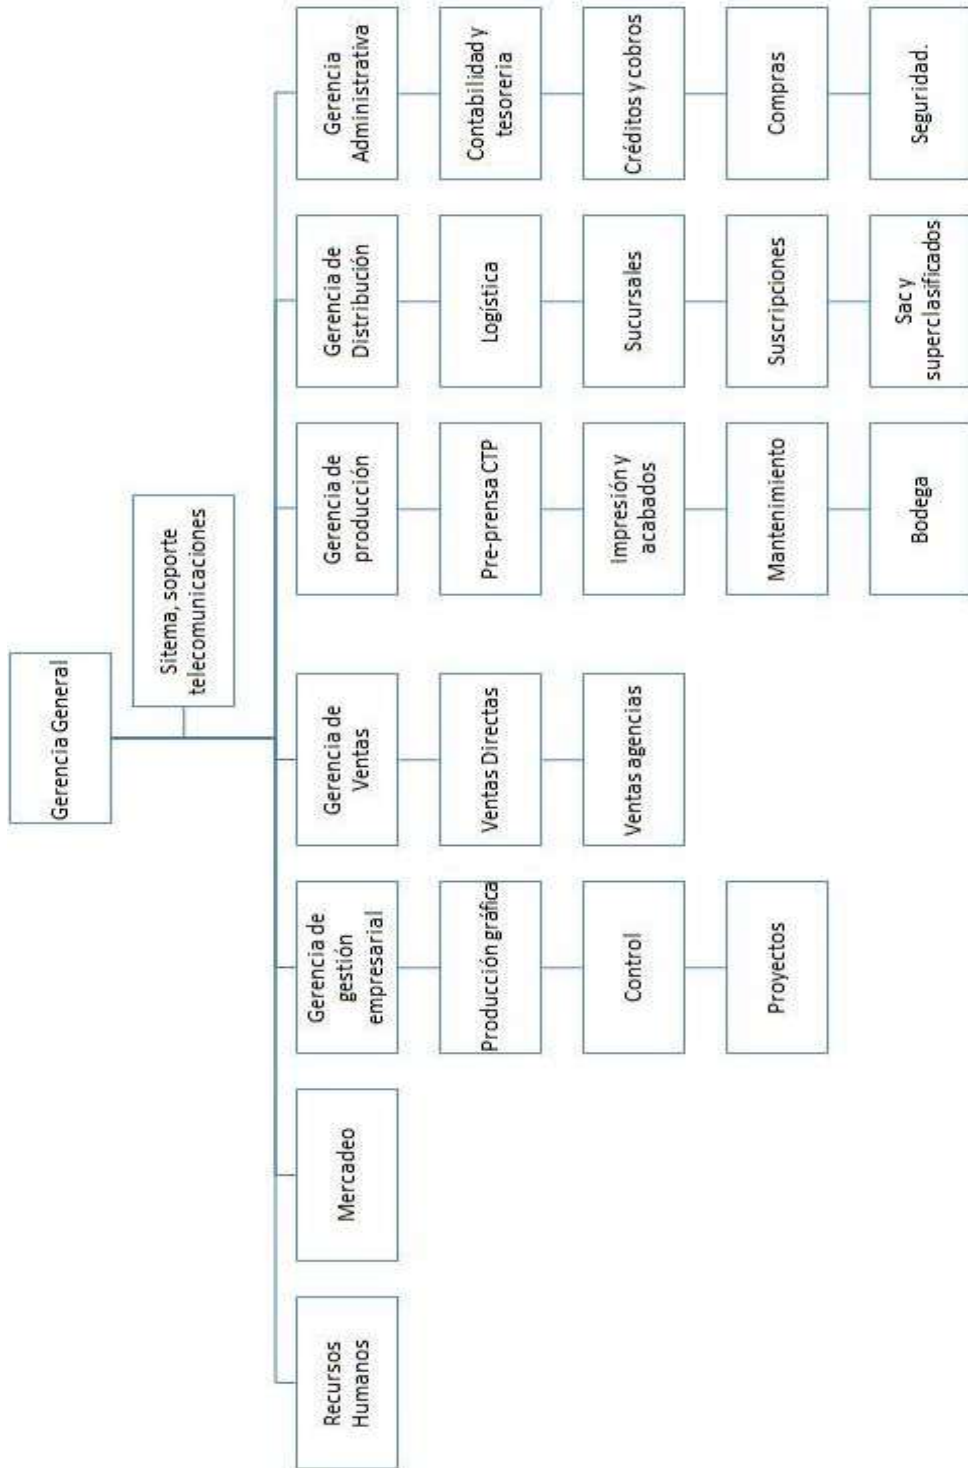 Gerencia General
Sitema, soporte
telecomunicaciones
Recursos
Humanos
Mercadeo
Gerencia de
gestión
empresarial
Producción gráfica
Control
Proyectos
Gerencia de
Ventas
Ventas Directas
Ventas agencias
Gerencia de
producción
Pre-prensa CTP
Impresión y
acabados
Mantenimiento
Bodega
Gerencia de
Distribución
Logística
Sucursales
Suscripciones
Sac y
superclasificados
Gerencia
Administrativa
Contabilidad y
tesoreria
Créditos y cobros
Compras
Seguridad.